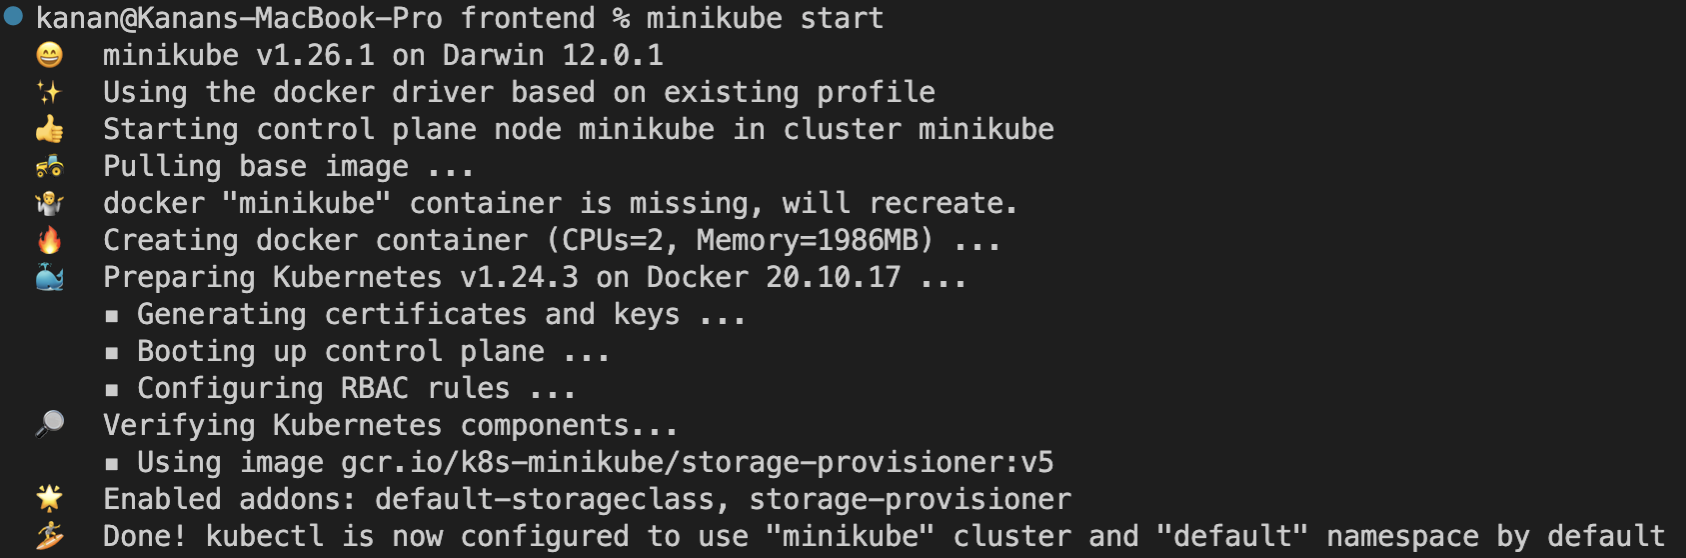 kanan@Kanans-MacBook-Pro frontend % minikube start
😄 minikube v1.26.1 on Darwin 12.0.1
✨ Using the docker driver based on existing profile
👍 Starting control plane node minikube in cluster minikube
🚜 Pulling base image ...
🤷 docker "minikube" container is missing, will recreate.
🔥 Creating docker container (CPUs=2, Memory=1986MB) ...
🐳 Preparing Kubernetes v1.24.3 on Docker 20.10.17 ...
▪ Generating certificates and keys ...
▪ Booting up control plane ...
▪ Configuring RBAC rules ...
🔎 Verifying Kubernetes components...
▪ Using image gcr.io/k8s-minikube/storage-provisioner:v5
🌟 Enabled addons: default-storageclass, storage-provisioner
🏄 Done! kubectl is now configured to use "minikube" cluster and "default" namespace by default